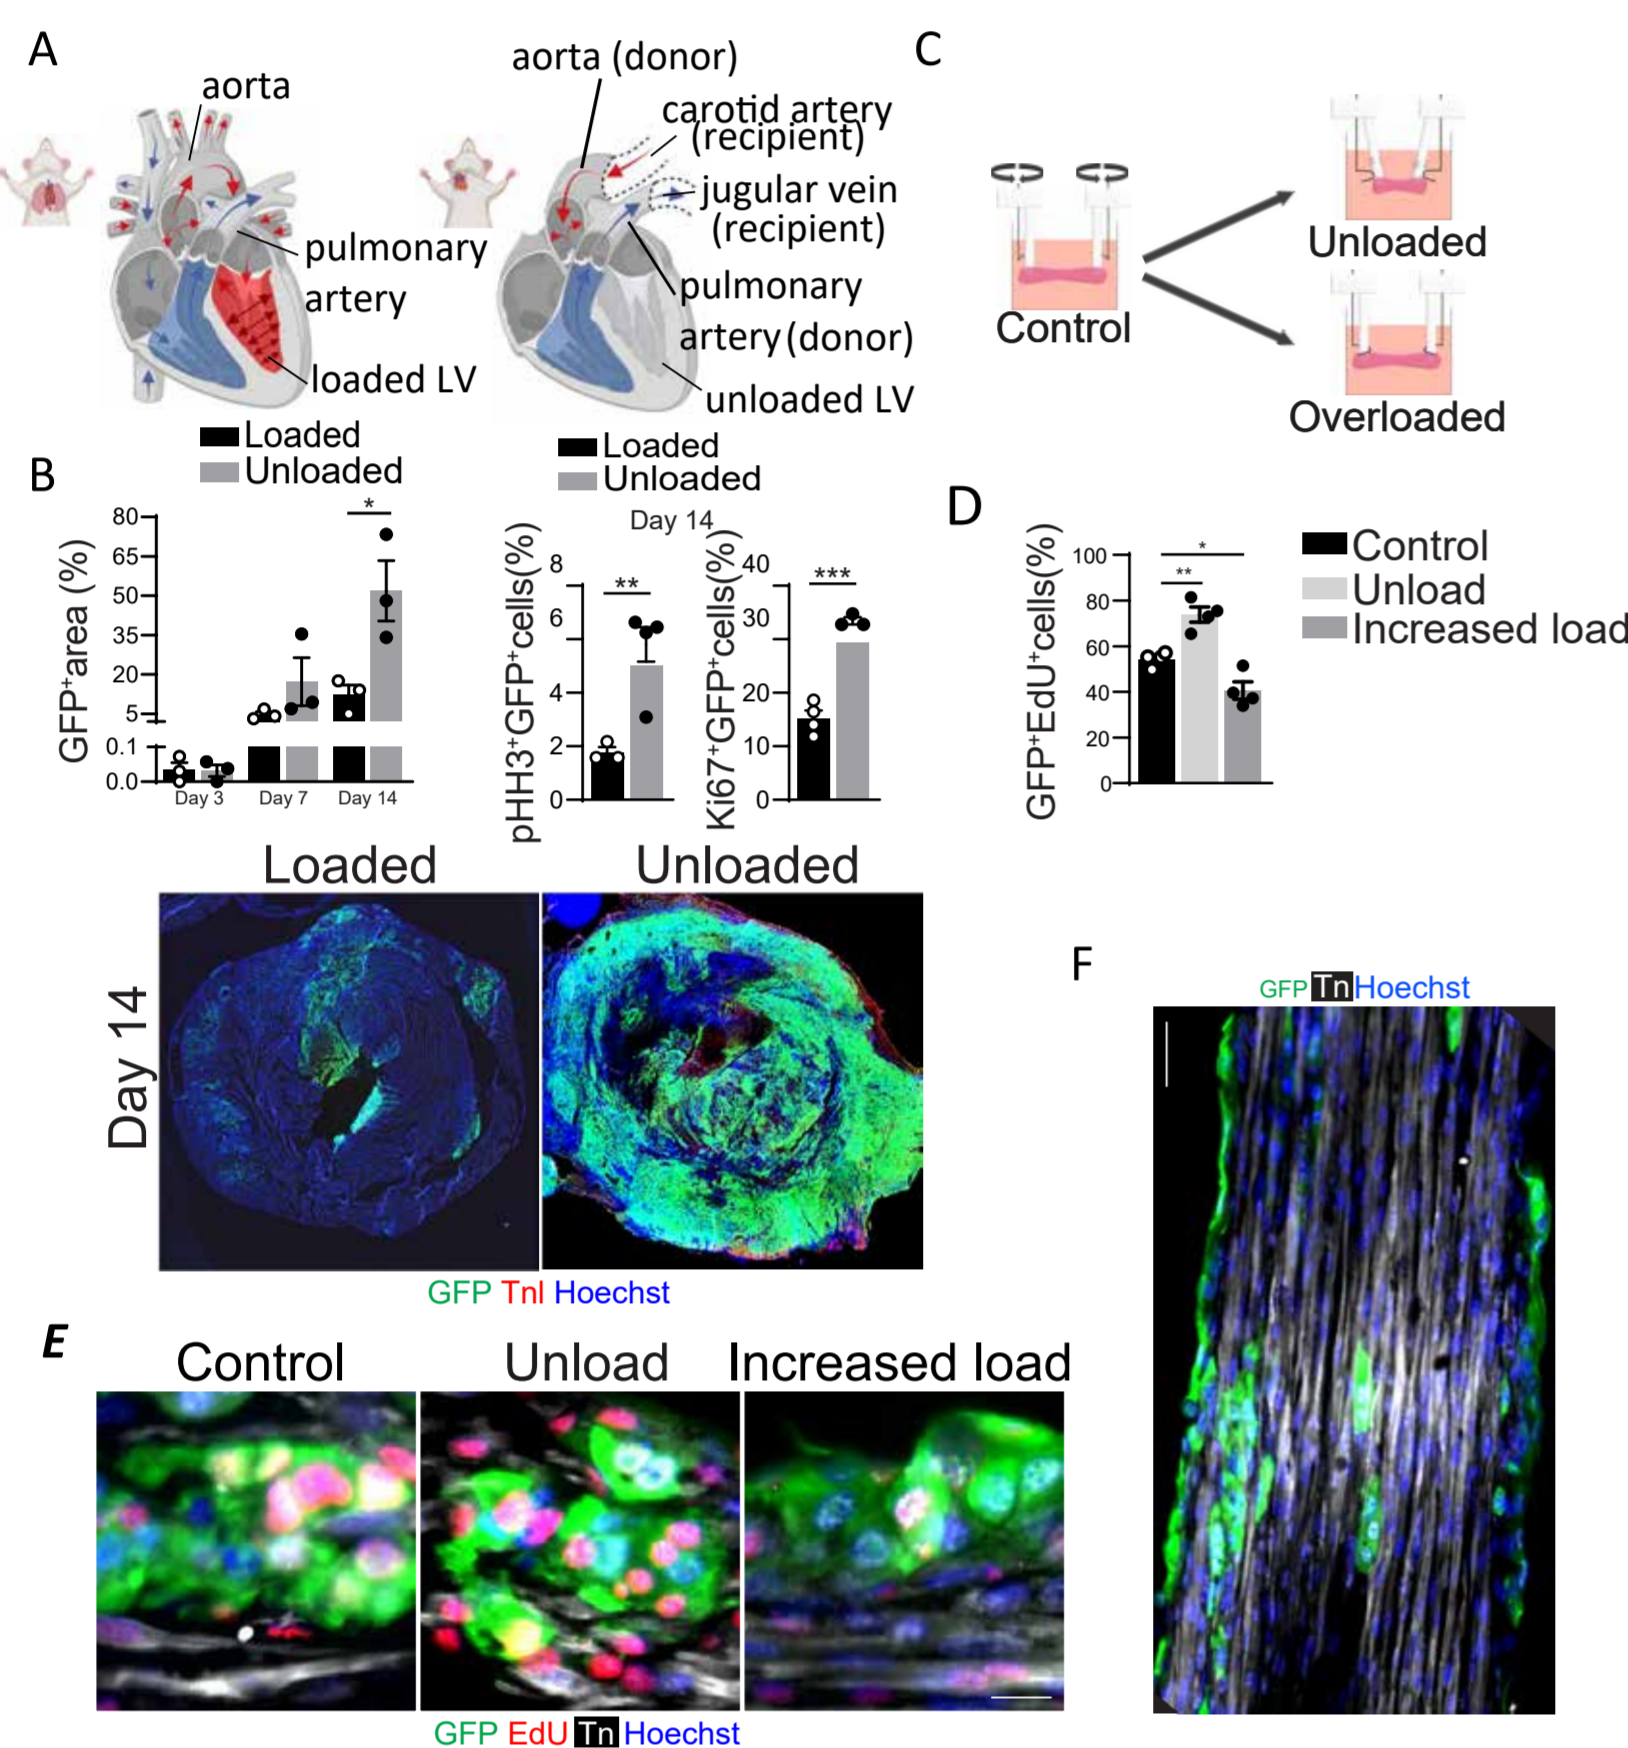 A
aorta
pulmonary
artery
loaded LV
aorta (donor)
carotid artery
(recipient)
jugular vein
(recipient)
pulmonary
artery (donor)
unloaded LV
C
Control
Unloaded
Overloaded
B
Loaded
Unloaded
GFP+area (%)
80
65
50
35
20
5
0.1
0.0
*
Day 3
Day 7
Day 14
Loaded
Unloaded
Day 14
pHH3+GFP+cells(%)
8
6
4
2
0
**
Ki67+GFP+cells(%)
40
30
20
10
0
***
D
GFP+EdU+cells(%)
100
80
60
40
20
0
*
**
Control
Unload
Increased load
Loaded
Unloaded
Day 14
GFP TnI Hoechst
E
Control
Unload
Increased load
GFP EdU Tn Hoechst
F
GFP Tn Hoechst